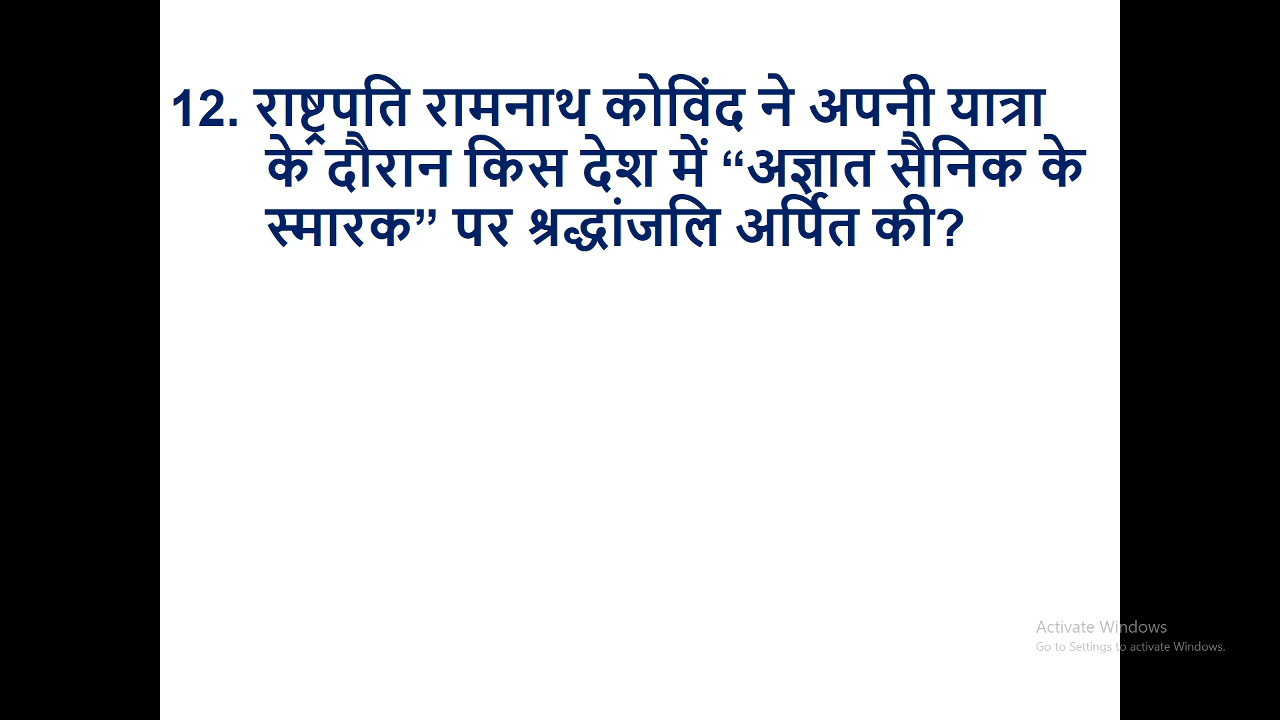 12. राष्ट्रपति रामनाथ कोविंद ने अपनी यात्रा
के दौरान किस देश में “अज्ञात सैनिक के
स्मारक” पर श्रद्धांजलि अर्पित की?
Activate Windows
Go to Settings to activate Windows.